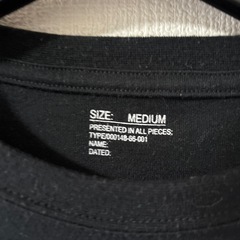 SIZE: MEDIUM
PRESENTED IN ALL PIECES:
TYPE/000148-86-001
NAME:
DATED: